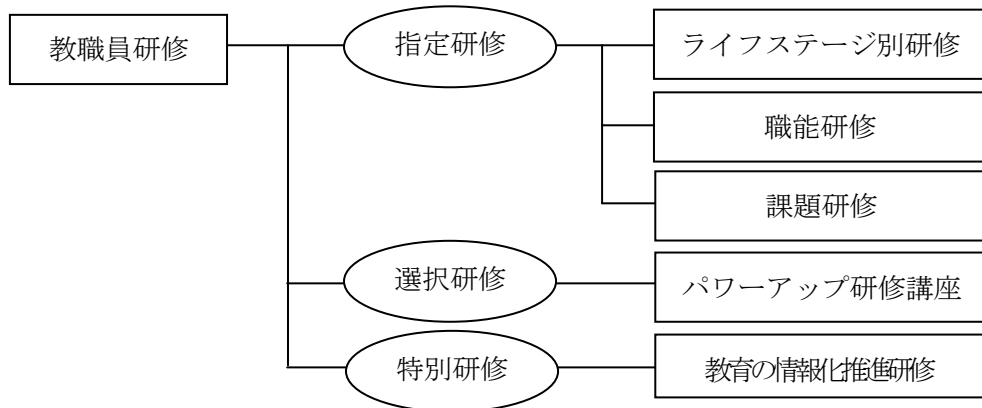 教職員研修
指定研修
ライフステージ別研修
職能研修
課題研修
選択研修
パワーアップ研修講座
特別研修
教育の情報化推進研修